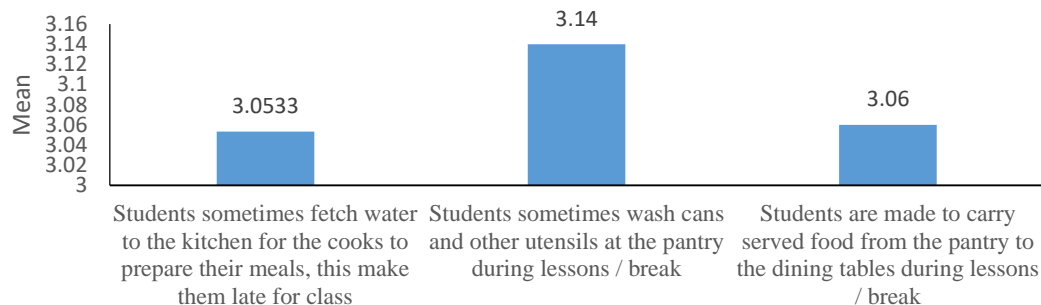 3.16
3.14
3.12
3.1
3.08
3.06
3.04
3.02
3
Mean
3.0533
3.14
3.06
Students sometimes fetch water
to the kitchen for the cooks to
prepare their meals, this make
them late for class
Students sometimes wash cans
and other utensils at the pantry
during lessons / break
Students are made to carry
served food from the pantry to
the dining tables during lessons
/ break